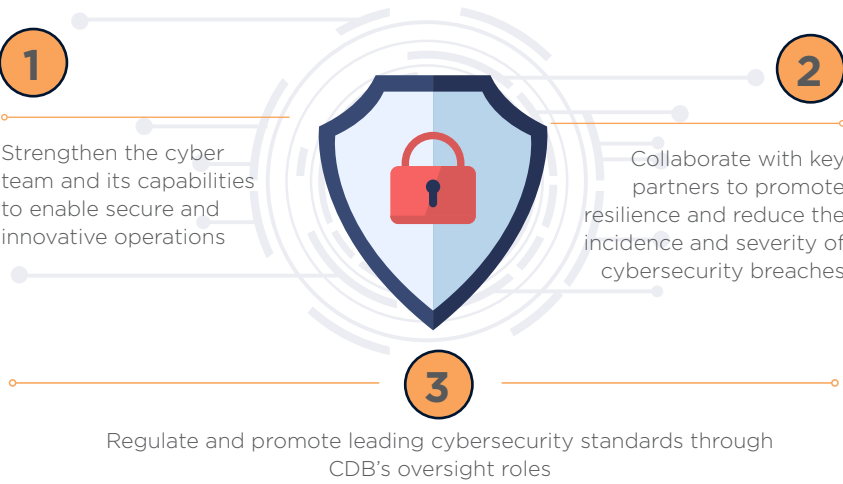 1
Strengthen the cyber
team and its capabilities
to enable secure and
innovative operations
2
Collaborate with key
partners to promote
resilience and reduce the
incidence and severity of
cybersecurity breaches
3
Regulate and promote leading cybersecurity standards through
CDB’s oversight roles